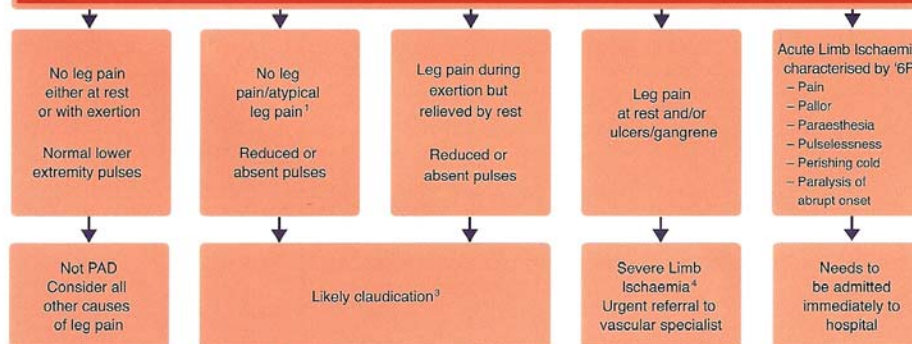 No leg pain
either at rest
or with exertion
Normal lower
extremity pulses
No leg
pain/atypical
leg pain¹
Reduced or
absent pulses
Leg pain during
exertion but
relieved by rest
Reduced or
absent pulses
Leg pain
at rest and/or
ulcers/gangrene
Acute Limb
characterised by
– Pain
– Pallor
– Paraesthesia
– Pulselessness
– Perishing cold
– Paralysis of
abrupt onset
Not PAD
Consider all
other causes
of leg pain
Likely claudication³
Severe Limb
Ischaemia⁴
Urgent referral to
vascular specialist
Needs to
be admitted
immediately to
hospital